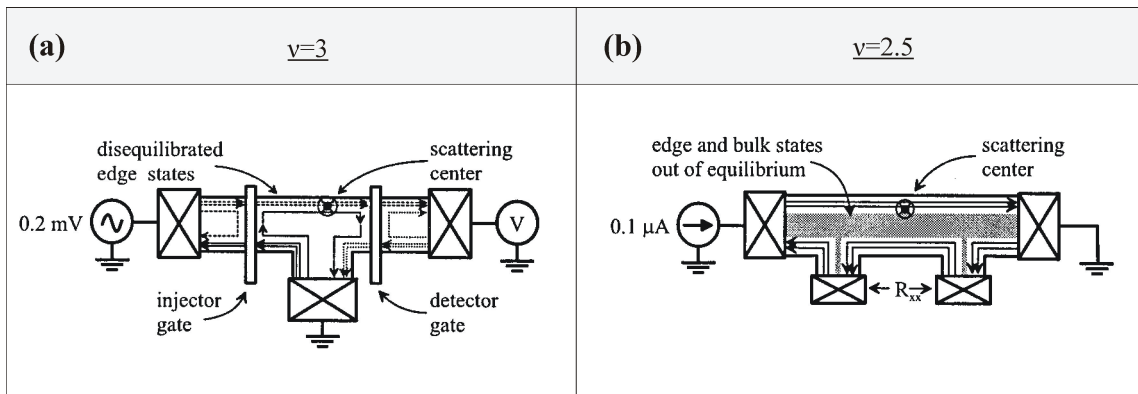 (a)
ν=3
(b)
ν=2.5
disequilibrated
edge states
scattering
center
0.2 mV
V
injector
gate
detector
gate
edge and bulk states
out of equilibrium
scattering
center
0.1 μA
Rxx